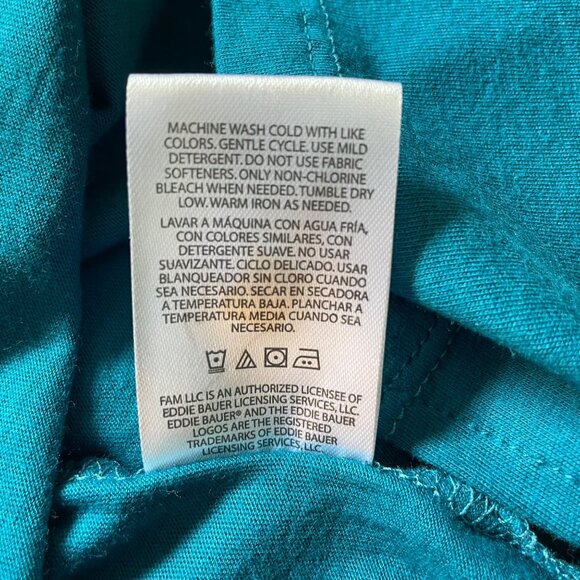 MACHINE WASH COLD WITH LIKE
COLORS. GENTLE CYCLE. USE MILD
DETERGENT. DO NOT USE FABRIC
SOFTENERS. ONLY NON-CHLORINE
BLEACH WHEN NEEDED. TUMBLE DRY
LOW. WARM IRON AS NEEDED.
LAVAR A MÁQUINA CON AGUA FRÍA,
CON COLORES SIMILARES, CON
DETERGENTE SUAVE. NO USAR
SUAVIZANTE. CICLO DELICADO. USAR
BLANQUEADOR SIN CLORO CUANDO
SEA NECESARIO. SECAR EN SECADORA
A TEMPERATURA BAJA. PLANCHAR A
TEMPERATURA MEDIA CUANDO SEA
NECESARIO.
FAM LLC IS AN AUTHORIZED LICENSEE OF
EDDIE BAUER LICENSING SERVICES, LLC.
EDDIE BAUER® AND THE EDDIE BAUER
LOGOS ARE THE REGISTERED
TRADEMARKS OF EDDIE BAUER
LICENSING SERVICES, LLC